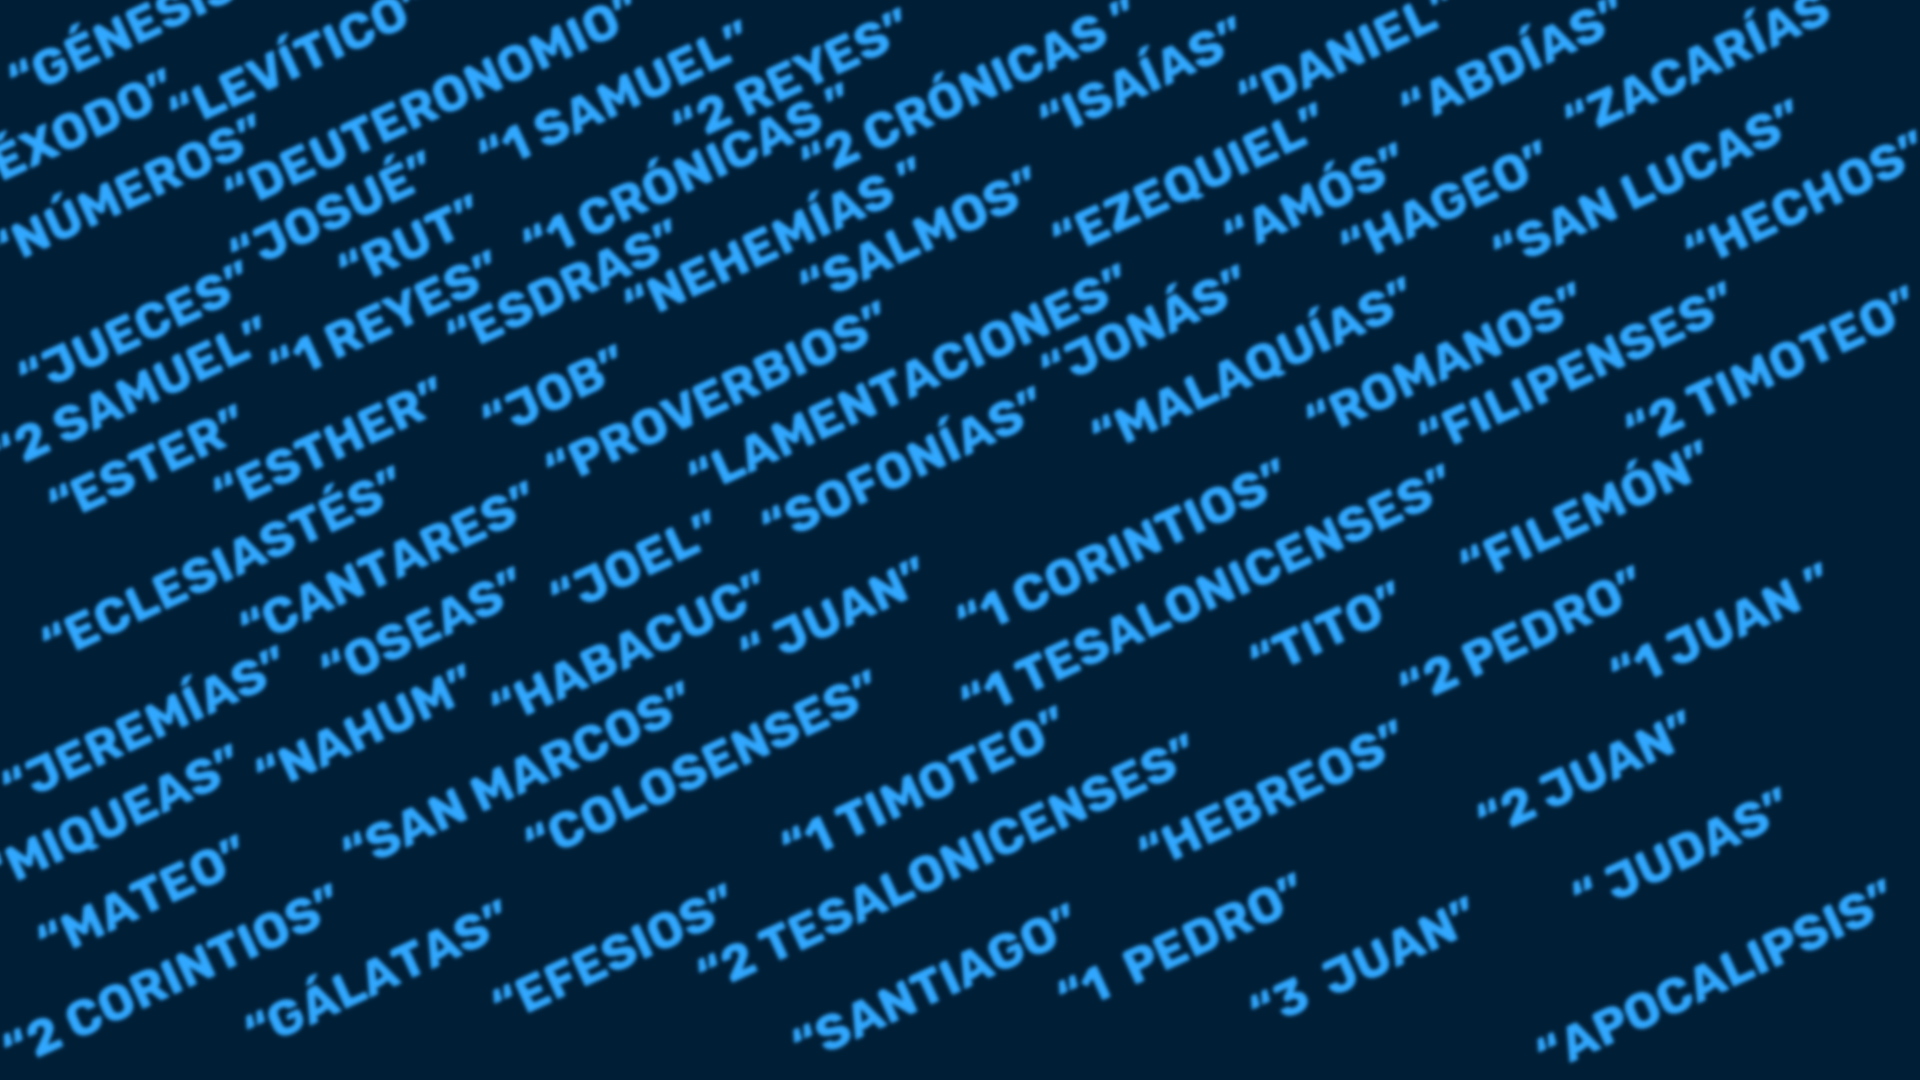 “GÉNESIS
ÉXODO”
“LEVÍTICO”
“NÚMEROS”
“DEUTERONOMIO”
“JOSUÉ”
“1 SAMUEL”
“2 REYES”
“JUECES”
“RUT”
“1 CRÓNICAS ”
“2 CRÓNICAS ”
“ISAÍAS”
“DANIEL”
“ABDÍAS”
“ZACARÍAS
“2 SAMUEL”
“1 REYES”
“ESDRAS”
“NEHEMÍAS ”
“SALMOS”
“EZEQUIEL”
“AMÓS”
“HAGEO”
“SAN LUCAS”
“HECHOS”
“ESTER”
“ESTHER”
“JOB”
“PROVERBIOS”
“LAMENTACIONES”
“JONÁS”
“MALAQUÍAS”
“ROMANOS”
“FILIPENSES”
“2 TIMOTEO”
“ECLESIASTÉS”
“CANTARES”
“JOEL”
“SOFONÍAS”
“1 CORINTIOS”
“1 TESALONICENSES”
“FILEMÓN”
“JEREMÍAS”
“OSEAS”
“HABACUC”
“ JUAN”
“TITO”
“2 PEDRO”
“1 JUAN ”
“MIQUEAS”
“NAHUM”
“SAN MARCOS”
“COLOSENSES”
“1 TIMOTEO”
“2 TESALONICENSES”
“HEBREOS”
“2 JUAN”
“ JUDAS”
“MATEO”
“2 CORINTIOS”
“GÁLATAS”
“EFESIOS”
“SANTIAGO”
“1 PEDRO”
“3 JUAN”
“APOCALIPSIS”